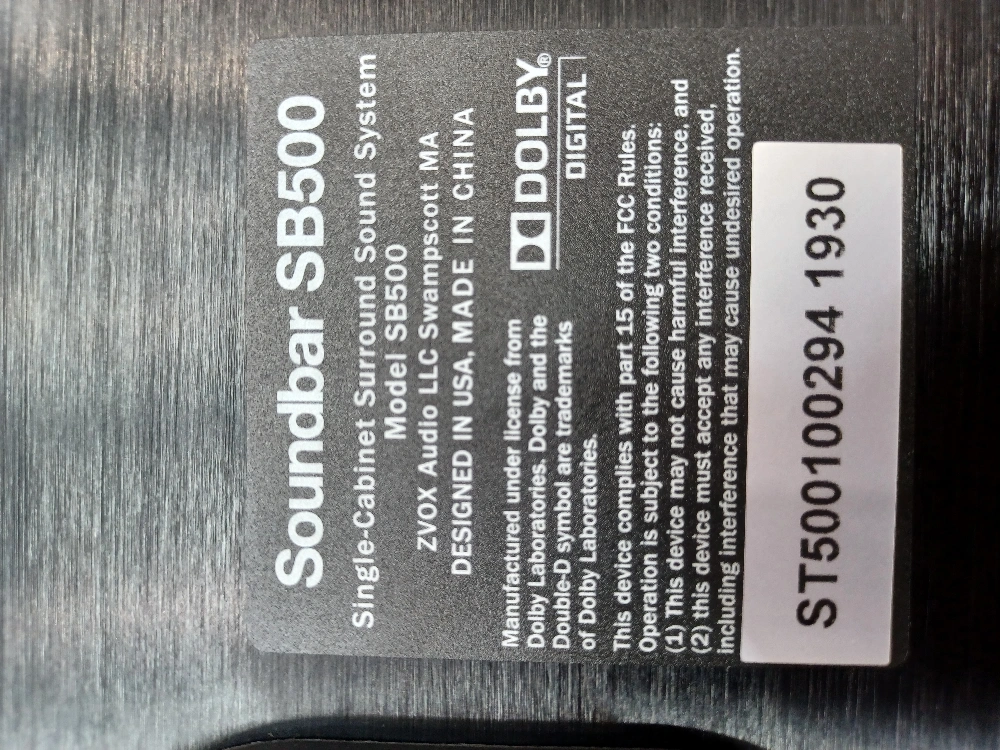 Soundbar SB500
Single-Cabinet Surround Sound System
Model SB500
ZVOX Audio LLC Swampscott MA
DESIGNED IN USA, MADE IN CHINA
Manufactured under license from
Dolby Laboratories. Dolby and the
Double-D symbol are trademarks
of Dolby Laboratories.
DOLBY®
DIGITAL
This device complies with part 15 of the FCC Rules.
Operation is subject to the following two conditions:
(1) This device may not cause harmful interference, and
(2) this device must accept any interference received,
including interference that may cause undesired operation.
ST500100294 1930